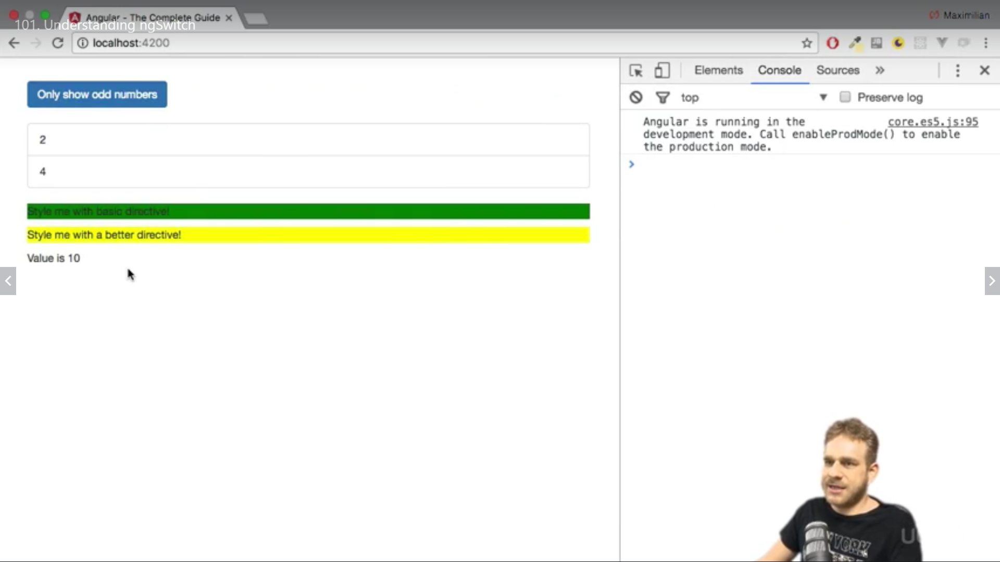 Angular - The Complete Guide
Maximilian
101. Understanding ngSwitch
localhost:4200
Elements Console Sources
top
Preserve log
Only show odd numbers
2
4
Style me with basic directive!
Style me with a better directive!
Value is 10
Angular is running in the core.es5.js:95
development mode. Call enableProdMode() to enable
the production mode.
YORK